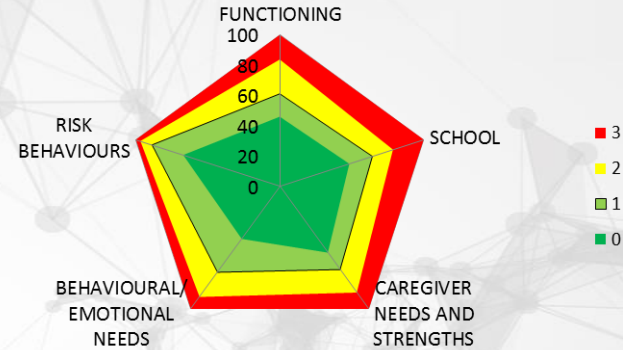 FUNCTIONING
100
80
60
40
20
0
RISK
BEHAVIOURS
SCHOOL
3
2
1
0
BEHAVIOURAL/
EMOTIONAL
NEEDS
CAREGIVER
NEEDS AND
STRENGTHS